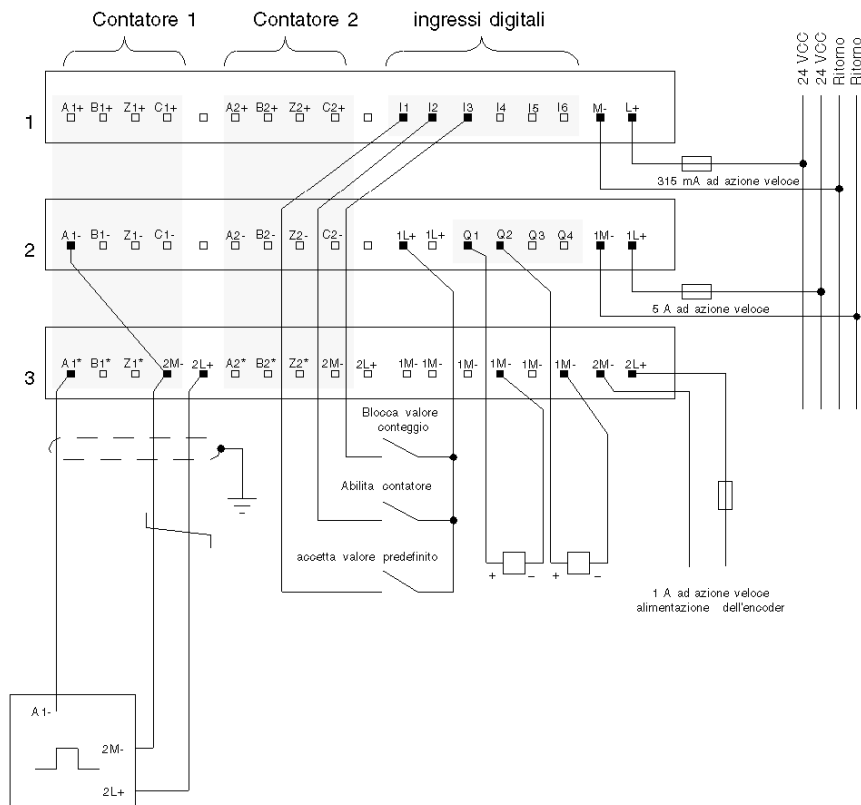 Contatore 1 Contatore 2 ingressi digitali
24 VCC
24 VCC
Ritorno
Ritorno
A1+ B1+ Z1+ C1+ A2+ B2+ Z2+ C2+ I1 I2 I3 I4 I5 I6 M- L+
1
315 mA ad azione veloce
A1- B1- Z1- C1- A2- B2- Z2- C2- 1L+ 1L+ Q1 Q2 Q3 Q4 1M- 1L+
2
5 A ad azione veloce
A1* B1* Z1* 2M- 2L+ A2* B2* Z2* 2M- 2L+ 1M- 1M- 1M- 1M- 1M- 1M- 2M- 2L+
3
Blocca valore
conteggio
Abilita contatore
accetta valore predefinito
+ - + -
1 A ad azione veloce
alimentazione dell'encoder
A1-
2M-
2L+